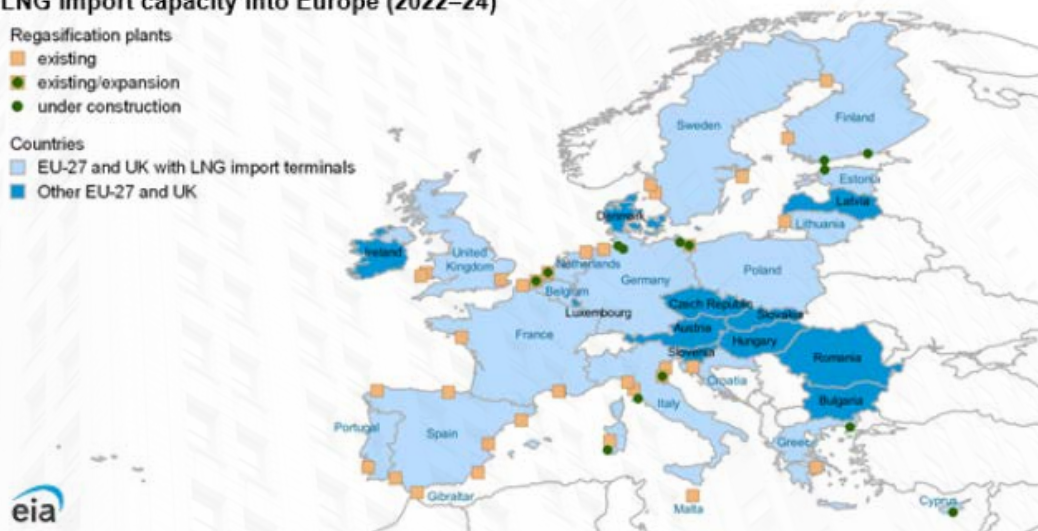 LNG import capacity into Europe (2022–24)
Regasification plants
existing
existing/expansion
under construction
Countries
EU-27 and UK with LNG import terminals
Other EU-27 and UK
Finland
Sweden
Estonia
Latvia
Denmark
Lithuania
Ireland
United
Kingdom
Netherlands
Poland
Germany
Belgium
Czech Republic
Luxembourg
Slovakia
Austria
France
Hungary
Slovenia
Romania
Croatia
Bulgaria
Italy
Portugal
Spain
Greece
Gibraltar
Malta
Cyprus
eia